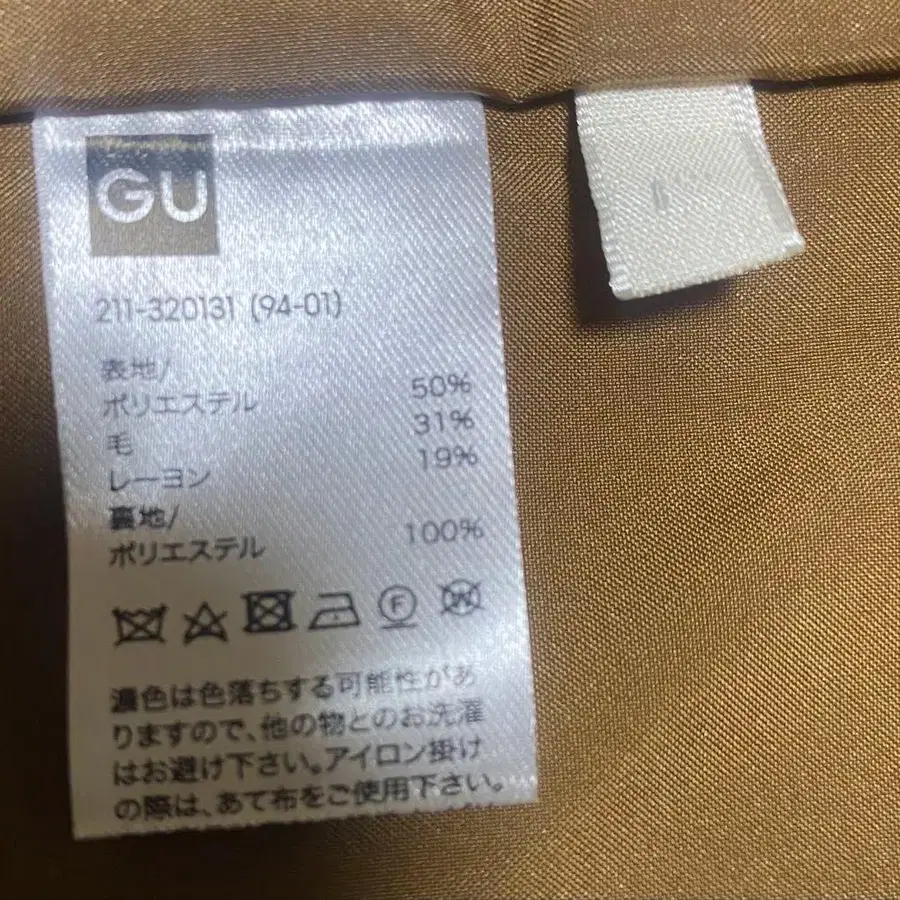 GU
211-320131 (94-01)
表地/
ポリエステル 50%
毛 31%
レーヨン 19%
裏地/
ポリエステル 100%
F
W
濃色は色落ちする可能性があ
りますので、他の物とのお洗濯
はお避け下さい。アイロン掛け
の際は、あて布をご使用下さい。